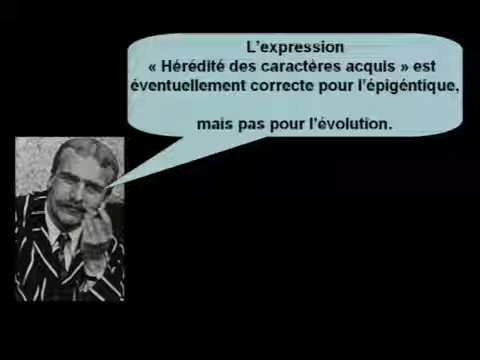 L'expression
« Hérédité des caractères acquis » est
éventuellement correcte pour l'épigéntique,
mais pas pour l'évolution.